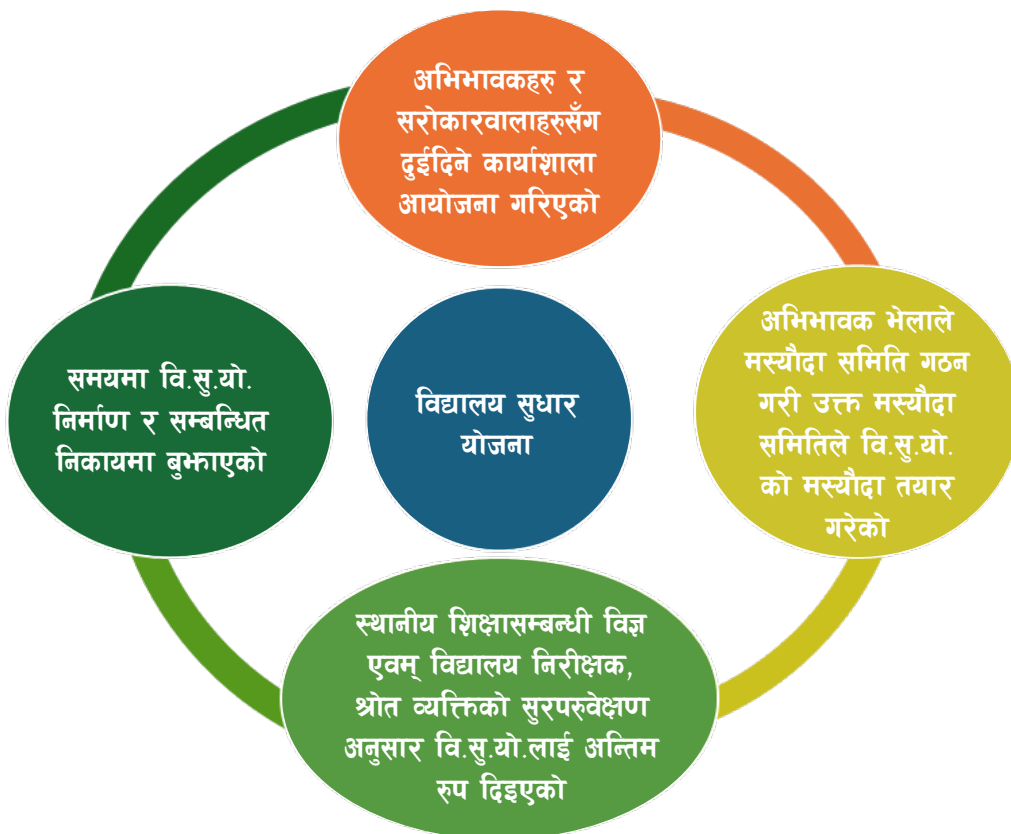 अभिभावकहरु र
सरोकारवालाहरुसँग
दुईदिने कार्याशाला
आयोजना गरिएको
अभिभावक भेलाले
मस्यौदा समिति गठन
गरी उक्त मस्यौदा
समितिले वि.सु.यो.
को मस्यौदा तयार
गरेको
स्थानीय शिक्षासम्बन्धी विज्ञ
एवम् विद्यालय निरीक्षक,
श्रोत व्यक्तिको सुरपरुवेक्षण
अनुसार वि.सु.यो.लाई अन्तिम
रुप दिइएको
समयमा वि.सु.यो.
निर्माण र सम्बन्धित
निकायमा बुझाएको
विद्यालय सुधार
योजना